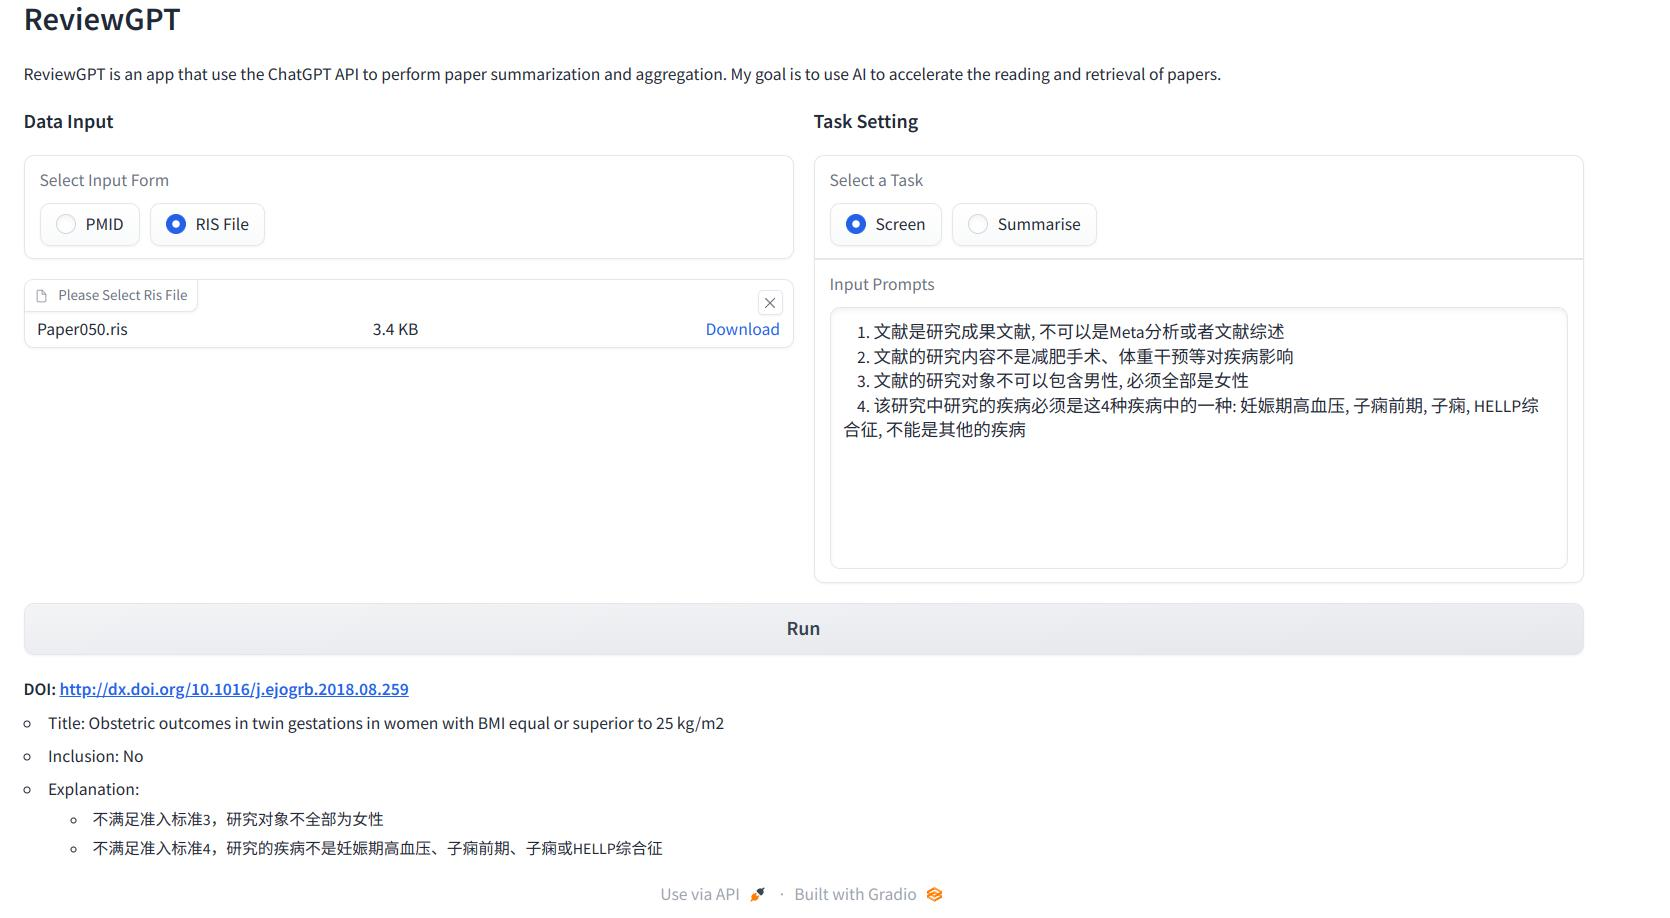 ReviewGPT
ReviewGPT is an app that use the ChatGPT API to perform paper summarization and aggregation. My goal is to use AI to accelerate the reading and retrieval of papers.
Data Input
Select Input Form
PMID
RIS File
Please Select Ris File
Paper050.ris 3.4 KB Download
Task Setting
Select a Task
Screen
Summarise
Input Prompts
1. 文献是研究成果文献, 不可以是Meta分析或者文献综述
2. 文献的研究内容不是减肥手术、体重干预等对疾病影响
3. 文献的研究对象不可以包含男性, 必须全部是女性
4. 该研究中研究的疾病必须是这4种疾病中的一种: 妊娠期高血压, 子痫前期, 子痫, HELLP综
合征, 不能是其他的疾病
Run
DOI: http://dx.doi.org/10.1016/j.ejogrb.2018.08.259
Title: Obstetric outcomes in twin gestations in women with BMI equal or superior to 25 kg/m2
Inclusion: No
Explanation:
不满足准入标准3，研究对象不全部为女性
不满足准入标准4，研究的疾病不是妊娠期高血压、子痫前期、子痫或HELLP综合征
Use via API · Built with Gradio